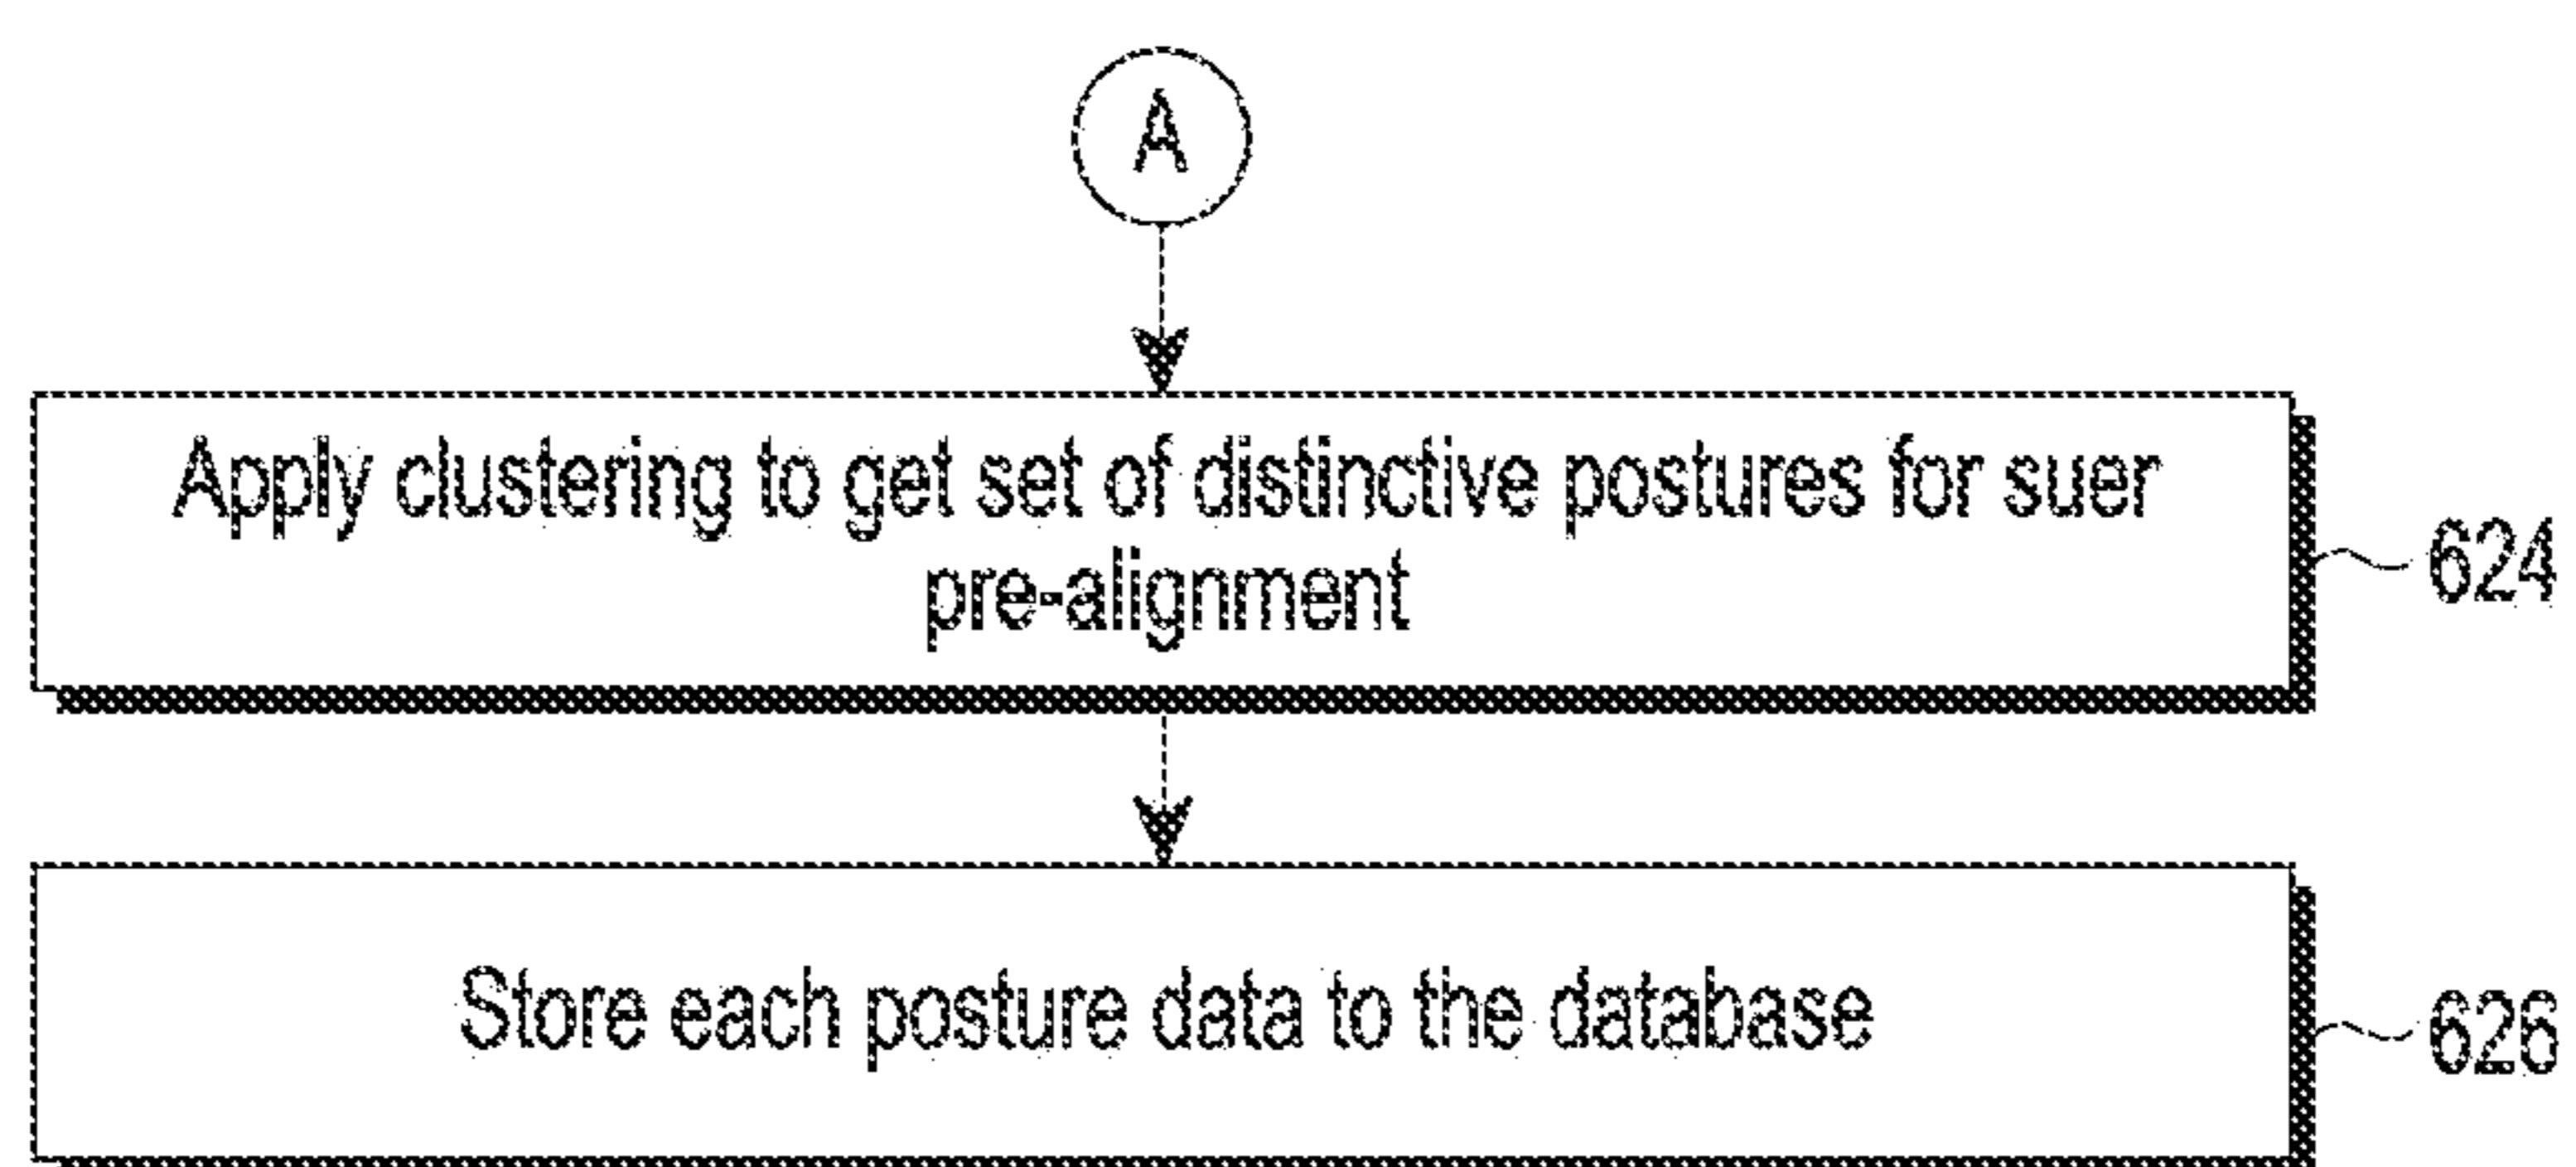 A
Apply clustering to get set of distinctive postures for suer
pre-alignment
624
Store each posture data to the database
626